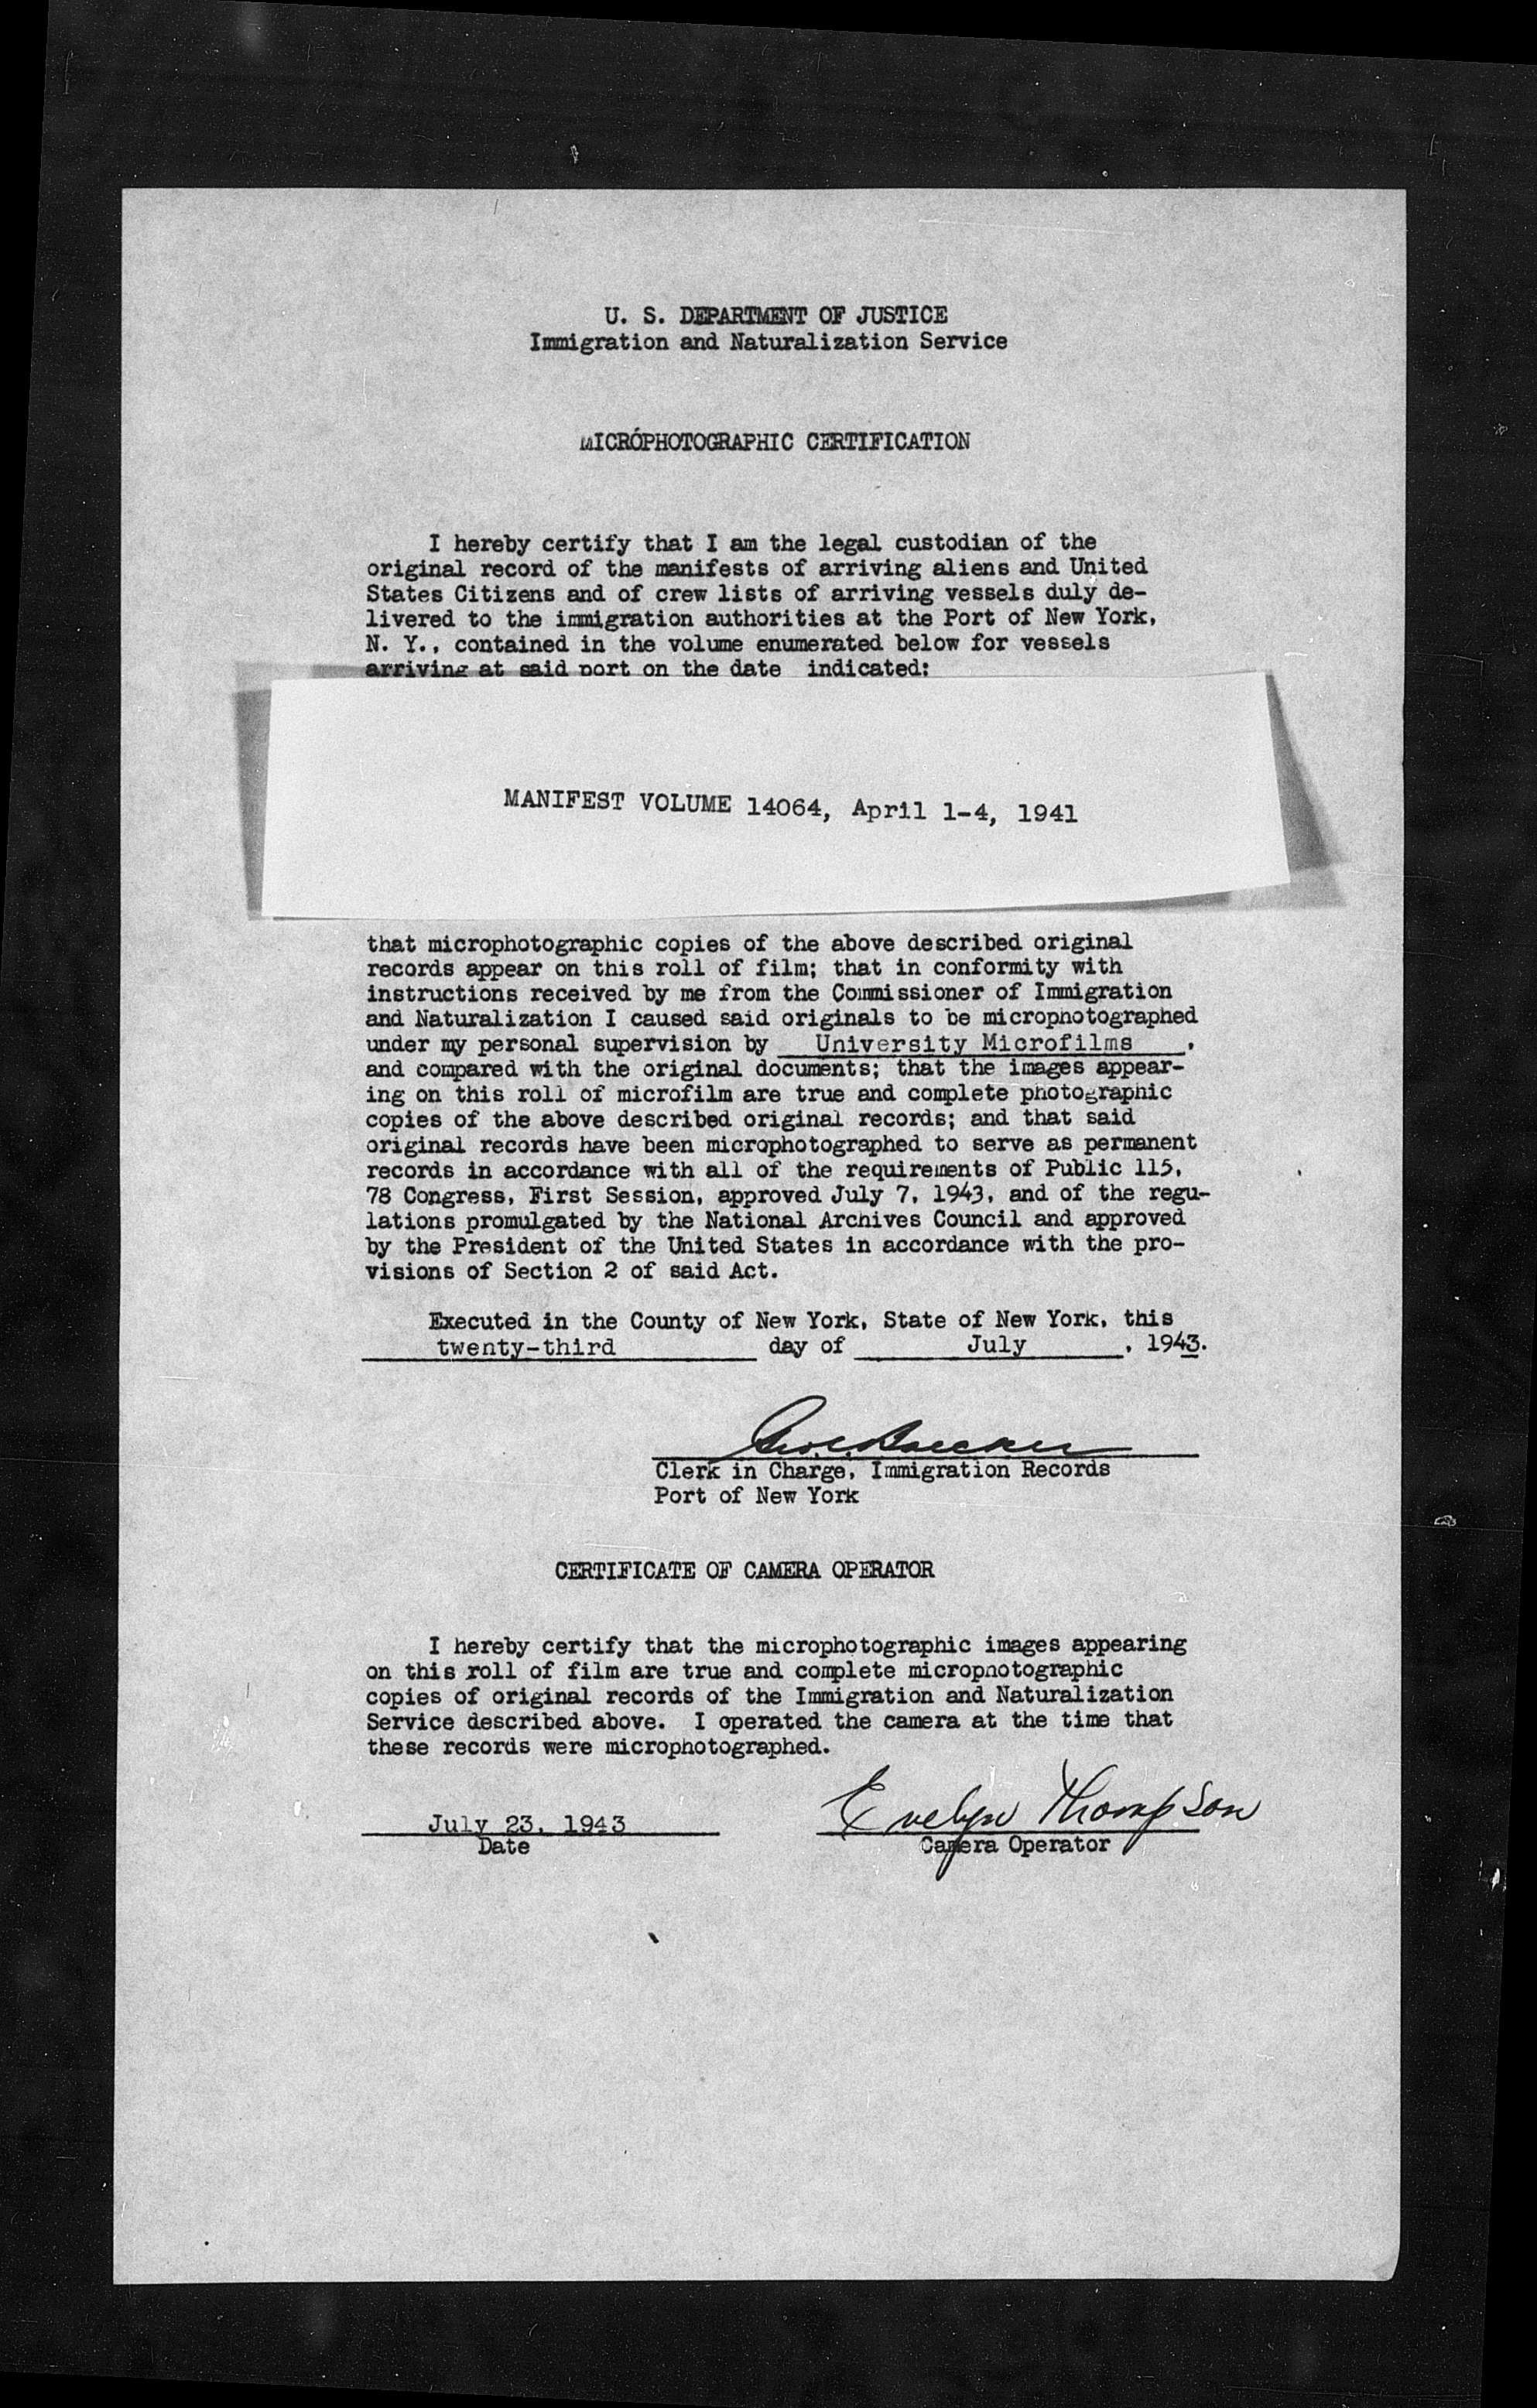 U. S. DEPARTMENT OF JUSTICE
Immigration and Naturalization Service
MICROPHOTOGRAPHIC CERTIFICATION
I hereby certify that I am the legal custodian of the
original record of the manifests of arriving aliens and United
States Citizens and of crew lists of arriving vessels duly de-
livered to the immigration authorities at the Port of New York,
N. Y., contained in the volume enumerated below for vessels
arriving at said port on the date indicated:
MANIFEST VOLUME 14064, April 1-4, 1941
that microphotographic copies of the above described original
records appear on this roll of film; that in conformity with
instructions received by me from the Commissioner of Immigration
and Naturalization I caused said originals to be microphotographed
under my personal supervision by University Microfilms ,
and compared with the original documents; that the images appear-
ing on this roll of microfilm are true and complete photographic
copies of the above described original records; and that said
original records have been microphotographed to serve as permanent
records in accordance with all of the requirements of Public 115,
78 Congress, First Session, approved July 7, 1943, and of the regu-
lations promulgated by the National Archives Council and approved
by the President of the United States in accordance with the pro-
visions of Section 2 of said Act.
Executed in the County of New York, State of New York, this
twenty-third day of July , 1943.
Clerk in Charge, Immigration Records
Port of New York
CERTIFICATE OF CAMERA OPERATOR
I hereby certify that the microphotographic images appearing
on this roll of film are true and complete microphotographic
copies of original records of the Immigration and Naturalization
Service described above. I operated the camera at the time that
these records were microphotographed.
July 23, 1943 Evelyn Thompson
Date Camera Operator